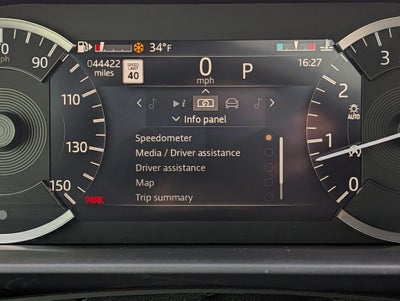 34°F
044422
miles
SPEED
LIMIT
40
0
mph
P
16:27
Info panel
Speedometer
Media / Driver assistance
Driver assistance
Map
Trip summary
90
110
130
150
PARK
3
2
AUTO
1
0